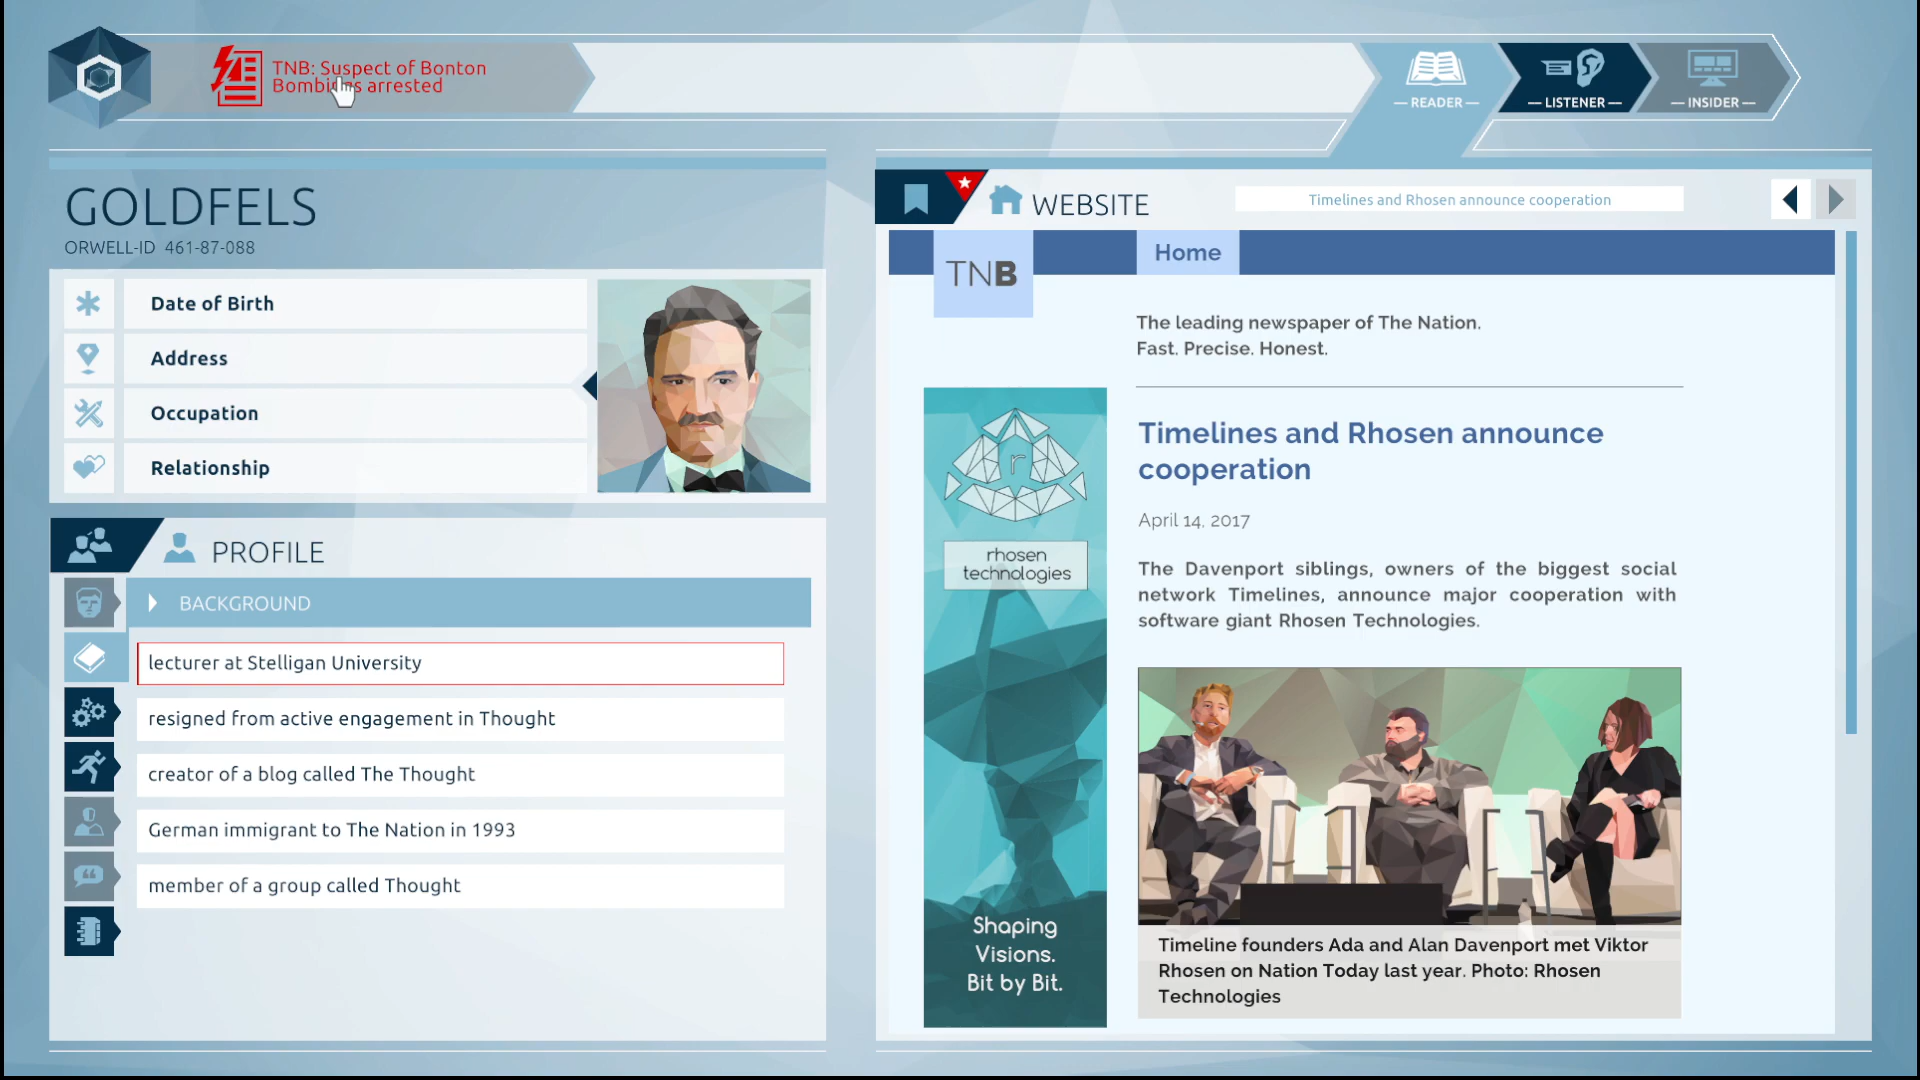 TNB: Suspect of Bonton
Bombings arrested
— READER —
— LISTENER —
— INSIDER —
GOLDFELS
ORWELL-ID 461-87-088
Date of Birth
Address
Occupation
Relationship
PROFILE
BACKGROUND
lecturer at Stelligan University
resigned from active engagement in Thought
creator of a blog called The Thought
German immigrant to The Nation in 1993
member of a group called Thought
WEBSITE
Timelines and Rhosen announce cooperation
TNB
Home
The leading newspaper of The Nation.
Fast. Precise. Honest.
r
rhosen
technologies
Shaping
Visions.
Bit by Bit.
Timelines and Rhosen announce
cooperation
April 14, 2017
The Davenport siblings, owners of the biggest social
network Timelines, announce major cooperation with
software giant Rhosen Technologies.
Timeline founders Ada and Alan Davenport met Viktor
Rhosen on Nation Today last year. Photo: Rhosen
Technologies